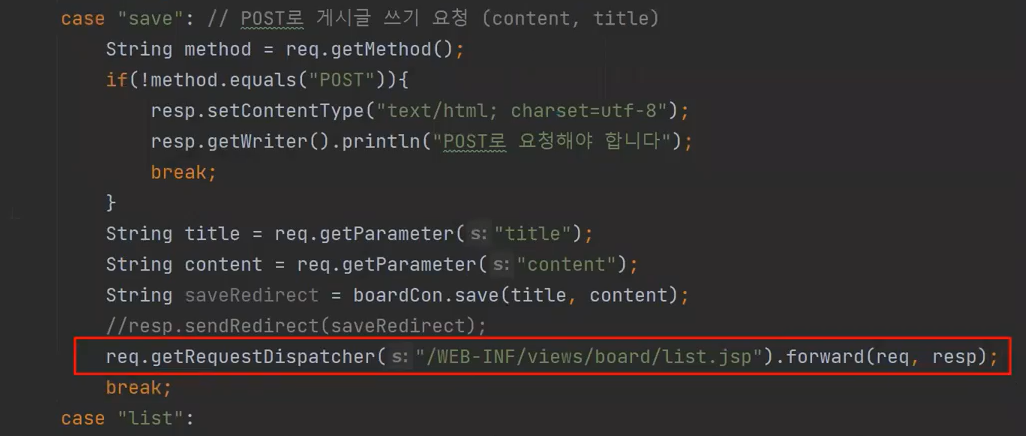 case "save": // POST로 게시글 쓰기 요청 (content, title)
String method = req.getMethod();
if(!method.equals("POST")){
resp.setContentType("text/html; charset=utf-8");
resp.getWriter().println("POST로 요청해야 합니다");
break;
}
String title = req.getParameter( s: "title");
String content = req.getParameter( s: "content");
String saveRedirect = boardCon.save(title, content);
//resp.sendRedirect(saveRedirect);
req.getRequestDispatcher( s: "/WEB-INF/views/board/list.jsp").forward(req, resp);
break;
case "list":